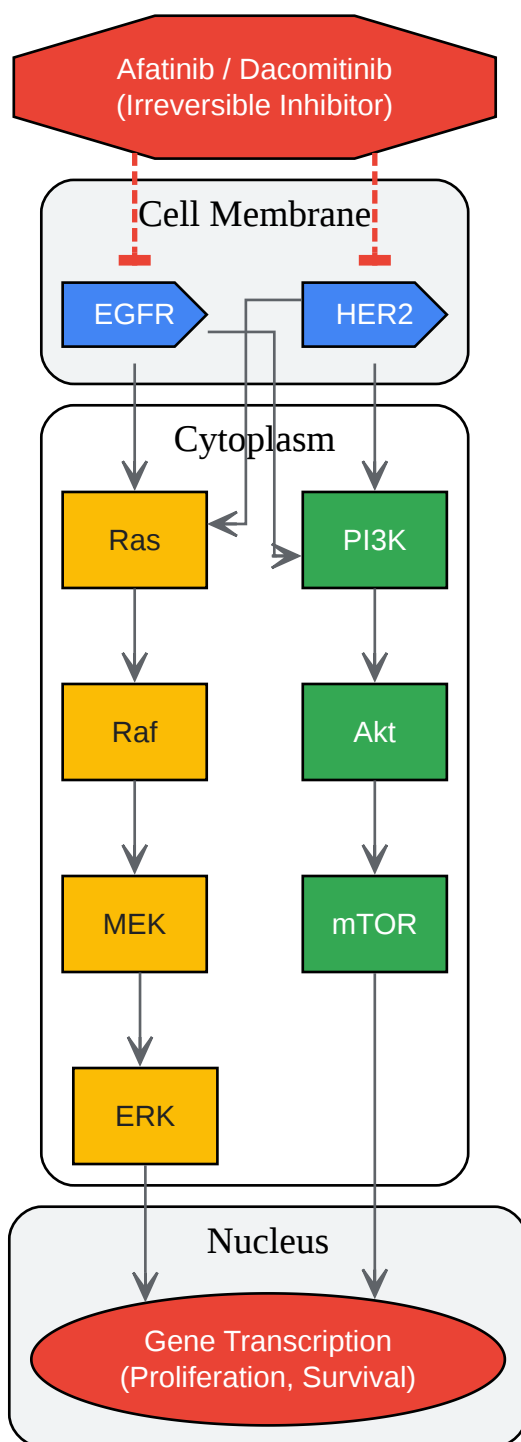 Afatinib / Dacomitinib
(Irreversible Inhibitor)
Cell Membrane
EGFR
HER2
Cytoplasm
Ras
PI3K
Raf
Akt
MEK
mTOR
ERK
Nucleus
Gene Transcription
(Proliferation, Survival)